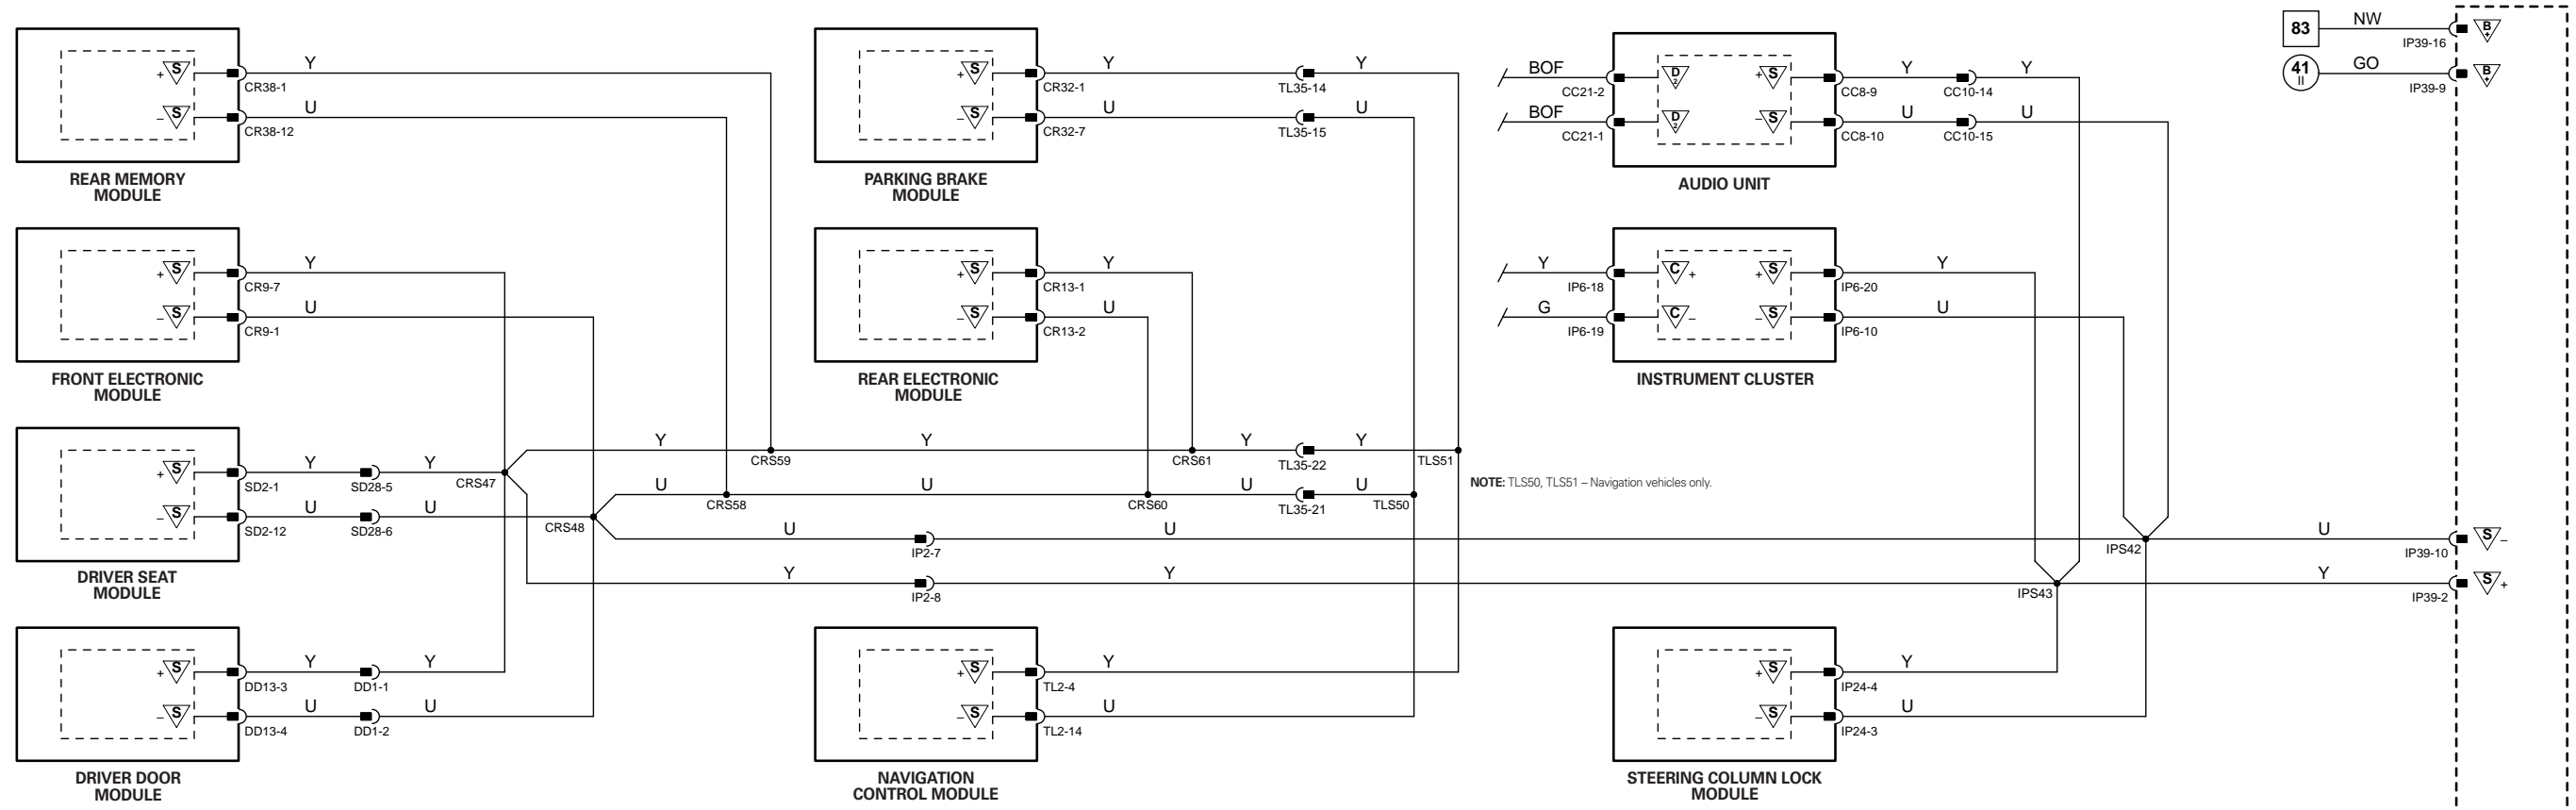 Y
+ S
CR38-1
U
– S
CR38-12
REAR MEMORY
MODULE
Y
+ S
CR9-7
U
– S
CR9-1
FRONT ELECTRONIC
MODULE
+ S
Y
Y
SD2-1
SD28-5
CRS47
– S
U
U
SD2-12
SD28-6
CRS48
DRIVER SEAT
MODULE
+ S
Y
Y
DD13-3
DD1-1
– S
U
U
DD13-4
DD1-2
DRIVER DOOR
MODULE
+ S
Y
Y
CR32-1
TL35-14
– S
U
U
CR32-7
TL35-15
PARKING BRAKE
MODULE
+ S
Y
CR13-1
– S
U
CR13-2
REAR ELECTRONIC
MODULE
Y
Y
Y
Y
CRS59
CRS61
TL35-22
TLS51
U
U
U
U
CRS58
CRS60
TL35-21
TLS50
NOTE: TLS50, TLS51 – Navigation vehicles only.
U
U
U
IP2-7
IPS42
IP39-10
S –
Y
Y
Y
IP2-8
IPS43
IP39-2
S +
+ S
Y
TL2-4
– S
U
TL2-14
NAVIGATION
CONTROL MODULE
BOF
D 2
+ S
Y
Y
CC21-2
CC8-9
CC10-14
BOF
D 2
– S
U
U
CC21-1
CC8-10
CC10-15
AUDIO UNIT
Y
C +
+ S
Y
IP6-18
IP6-20
G
C –
– S
U
IP6-19
IP6-10
INSTRUMENT CLUSTER
+ S
Y
IP24-4
– S
U
IP24-3
STEERING COLUMN LOCK
MODULE
83
NW
IP39-16
B +
41
II
GO
IP39-9
B +